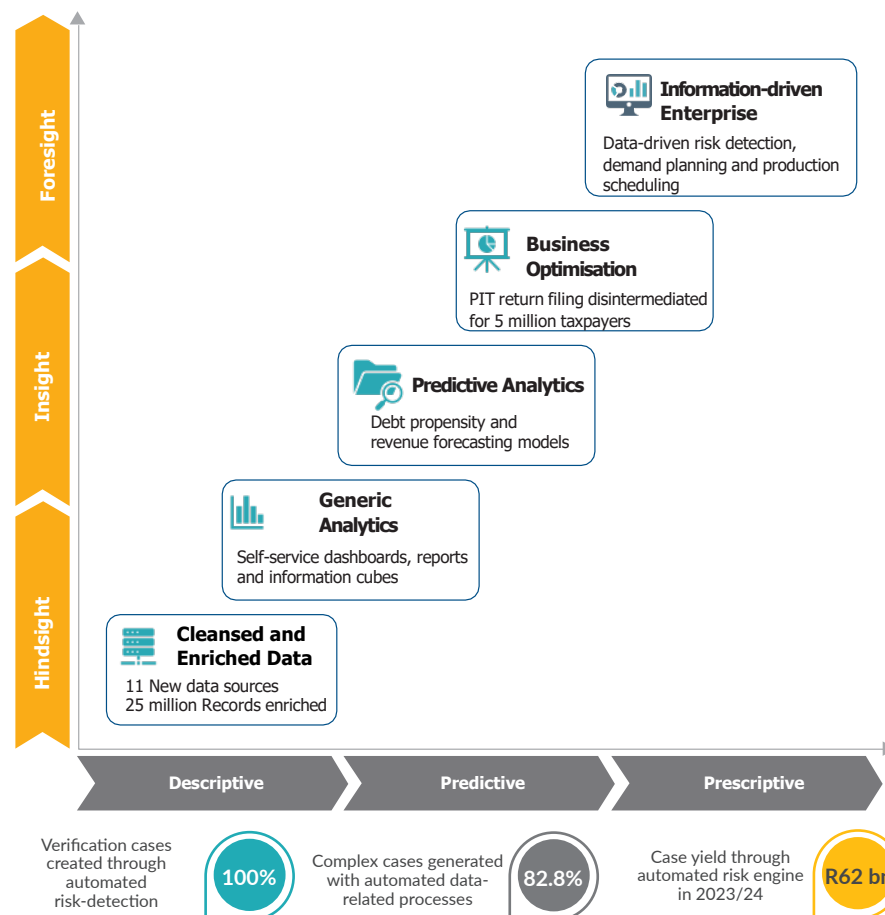 Foresight
Information-driven
Enterprise
Data-driven risk detection,
demand planning and production
scheduling
Business
Optimisation
PIT return filing disintermediated
for 5 million taxpayers
Insight
Predictive Analytics
Debt propensity and
revenue forecasting models
Generic
Analytics
Self-service dashboards, reports
and information cubes
Hindsight
Cleansed and
Enriched Data
11 New data sources
25 million Records enriched
Descriptive
Predictive
Prescriptive
Verification cases
created through
automated
risk-detection
100%
Complex cases generated
with automated data-
related processes
82.8%
Case yield through
automated risk engine
in 2023/24
R62 bn